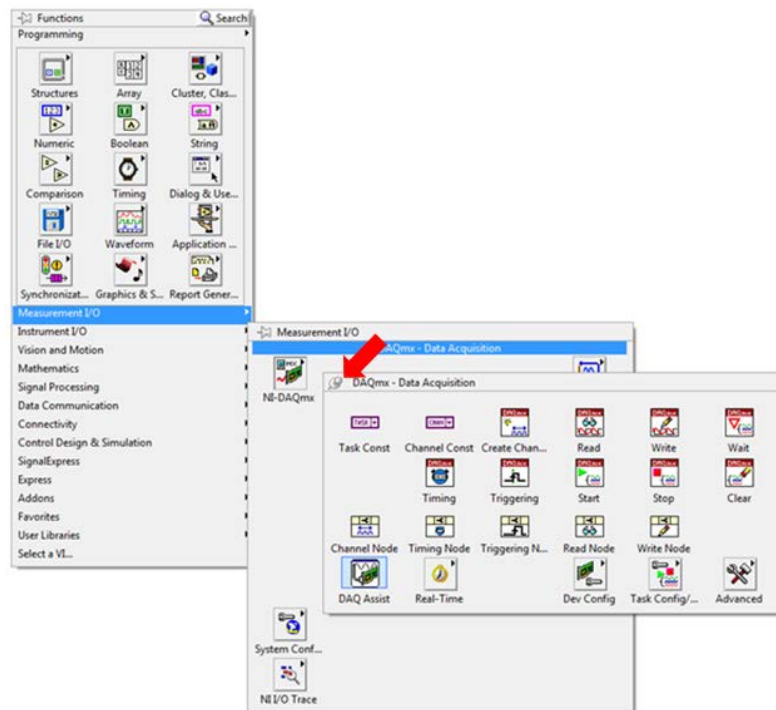 Functions Search
Programming
Structures Array Cluster, Clas...
Numeric Boolean String
Comparison Timing Dialog & Use...
File I/O Waveform Application ...
Synchronizat... Graphics & S... Report Gener...
Measurement I/O
Instrument I/O
Vision and Motion
Mathematics
Signal Processing
Data Communication
Connectivity
Control Design & Simulation
SignalExpress
Express
Addons
Favorites
User Libraries
Select a VI...
Measurement I/O
DAQmx - Data Acquisition
NI-DAQmx
DAQmx - Data Acquisition
Task Const Channel Const Create Chan... Read Write Wait
Timing Triggering Start Stop Clear
Channel Node Timing Node Triggering N... Read Node Write Node
DAQ Assist Real-Time Dev Config Task Config/... Advanced
System Conf...
NI I/O Trace